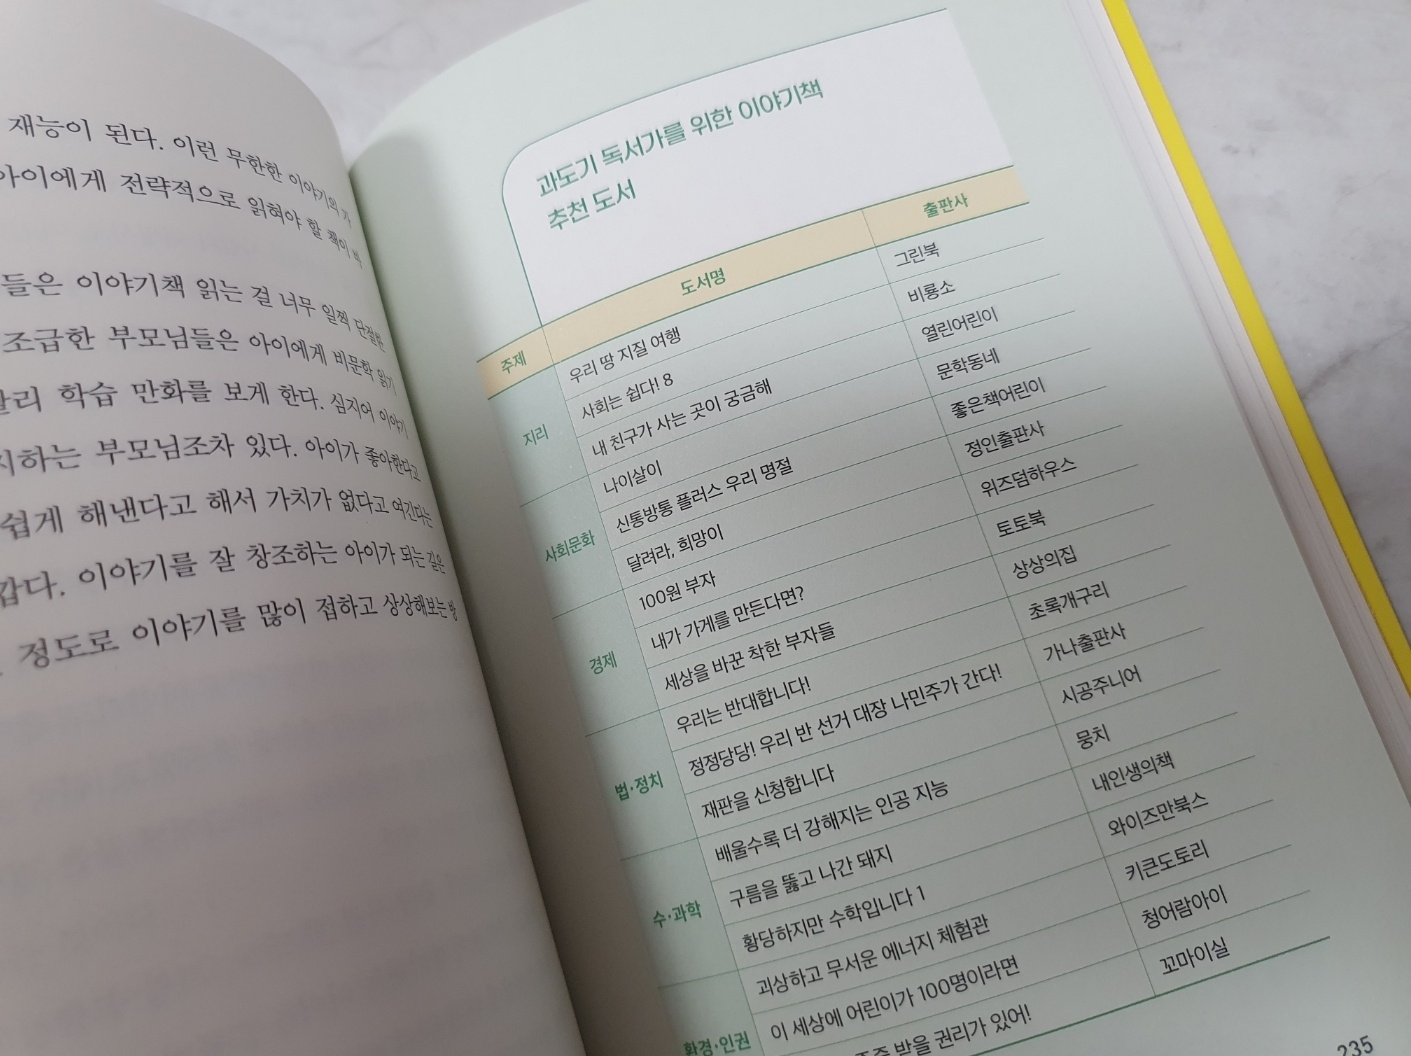 재능이 된다. 이런 무한한 이야기의
아이에게 전략적으로 읽혀야 할 책이
들은 이야기책 읽는 걸 너무 일찍 단절한
조급한 부모님들은 아이에게 비문학 읽기
학습 만화를 보게 한다. 심지어 이야기
하는 부모님조차 있다. 아이가 좋아한다고
쉽게 해낸다고 해서 가치가 없다고 여긴다는
갑다. 이야기를 잘 창조하는 아이가 되는 길은
정도로 이야기를 많이 접하고 상상해보는
과도기 독서가를 위한 이야기책
추천 도서
주제 도서명 출판사
지리
우리 땅 지질 여행 그린북
사회는 쉽다! 8 비룡소
내 친구가 사는 곳이 궁금해 열린어린이
사회문화
나이살이 문학동네
신통방통 플러스 우리 명절 좋은책어린이
달려라, 희망이 정인출판사
경제
100원 부자 위즈덤하우스
내가 가게를 만든다면? 토토북
세상을 바꾼 착한 부자들 상상의집
법·정치
우리는 반대합니다! 초록개구리
정정당당! 우리 반 선거 대장 나민주가 간다! 가나출판사
재판을 신청합니다 시공주니어
수·과학
배울수록 더 강해지는 인공 지능 뭉치
구름을 뚫고 나간 돼지 내인생의책
황당하지만 수학입니다 1 와이즈만북스
환경·인권
괴상하고 무서운 에너지 체험관 키큰도토리
이 세상에 어린이가 100명이라면 청어람아이
받을 권리가 있어! 꼬마이실
235